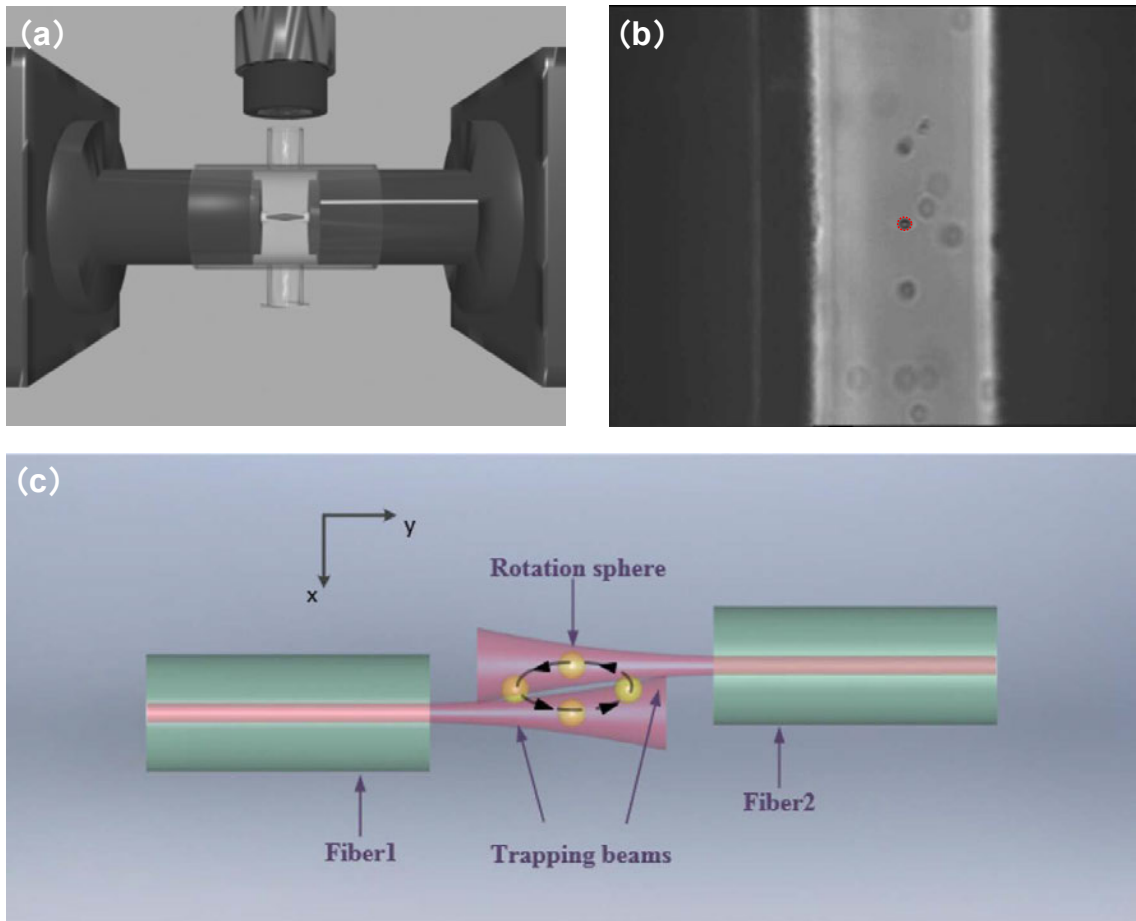 (a)
(b)
(c)
y
x
Rotation sphere
Fiber2
Fiber1
Trapping beams